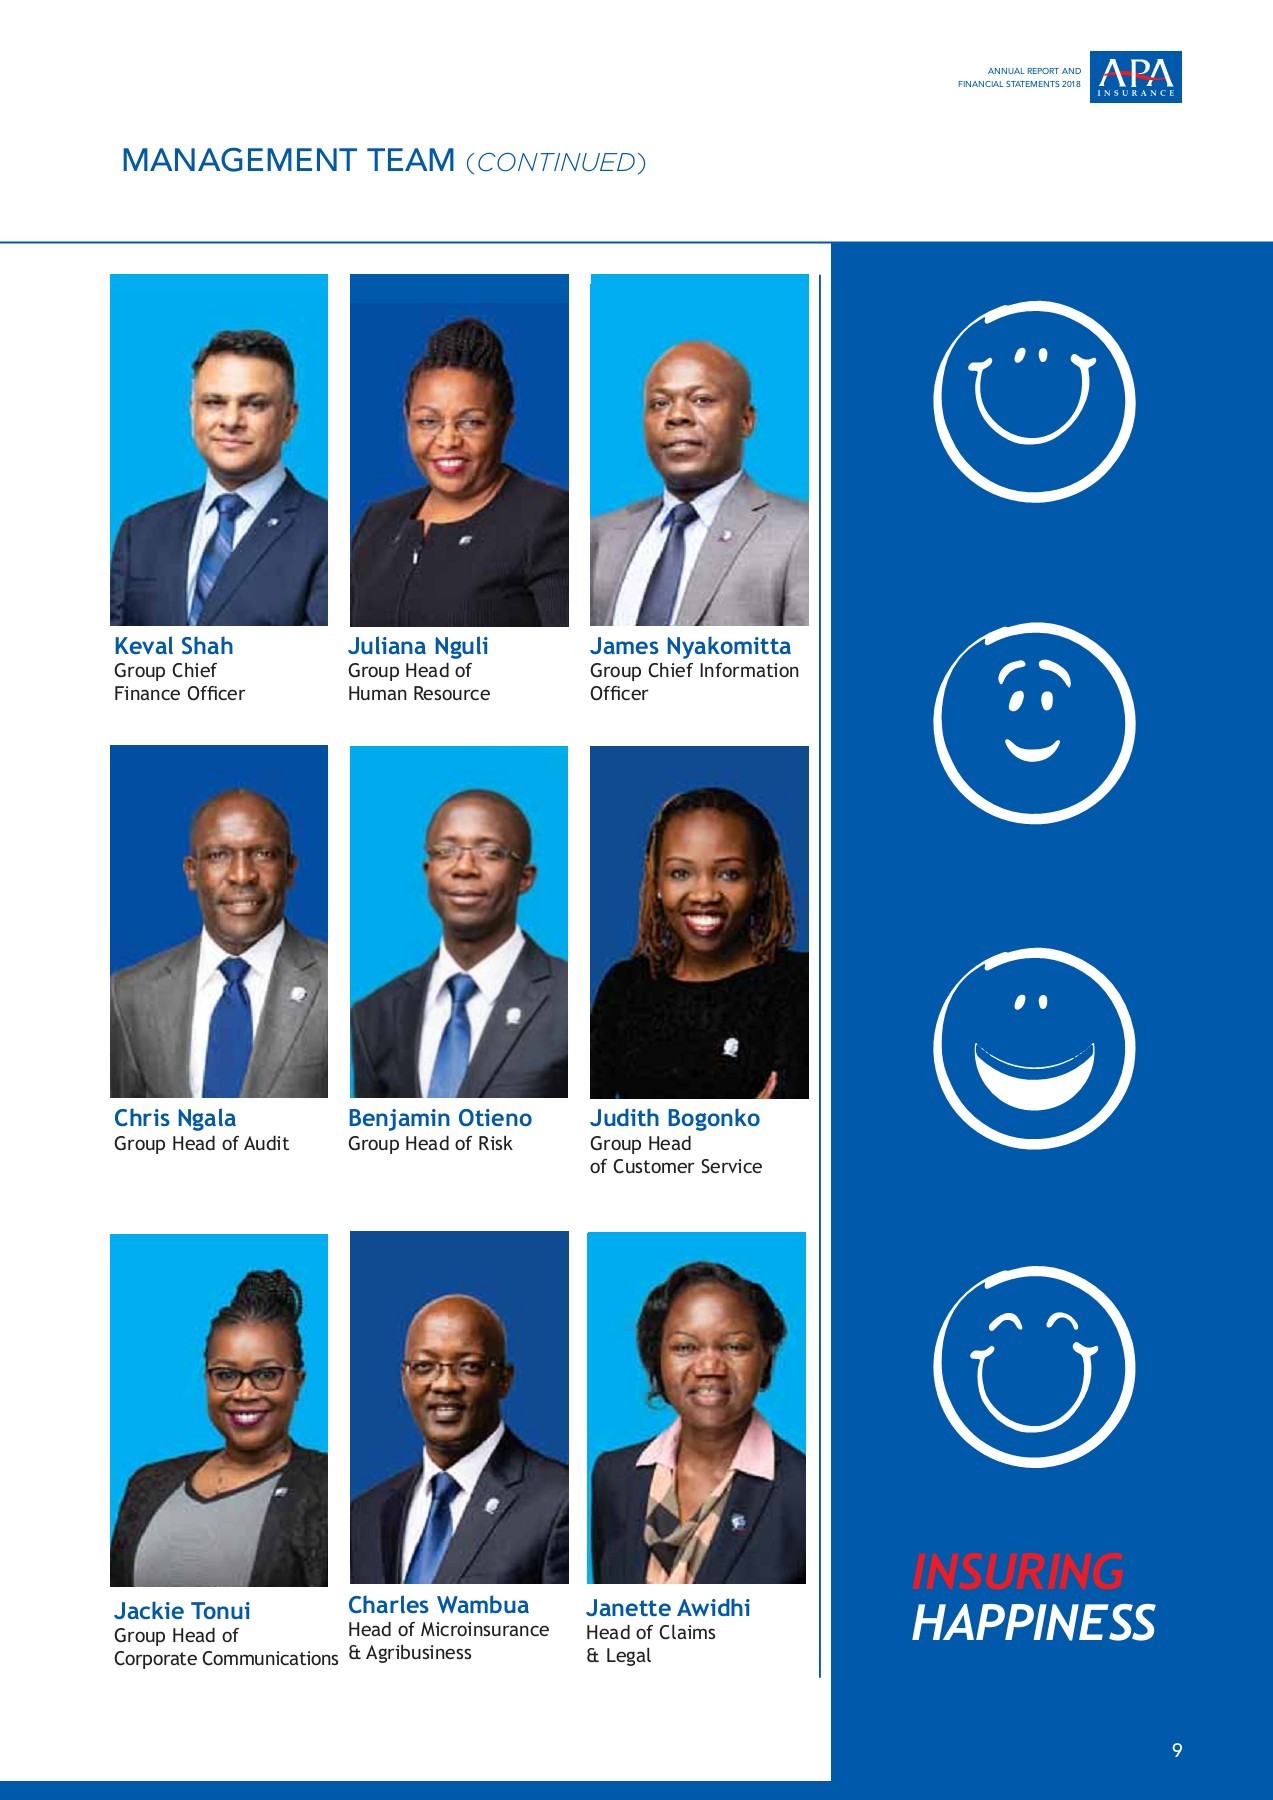 ANNUAL REPORT AND
FINANCIAL STATEMENTS 2018
APA
INSURANCE
MANAGEMENT TEAM (CONTINUED)
Keval Shah
Group Chief
Finance Officer
Juliana Nguli
Group Head of
Human Resource
James Nyakomitta
Group Chief Information
Officer
Chris Ngala
Group Head of Audit
Benjamin Otieno
Group Head of Risk
Judith Bogonko
Group Head
of Customer Service
Jackie Tonui
Group Head of
Corporate Communications
Charles Wambua
Head of Microinsurance
& Agribusiness
Janette Awidhi
Head of Claims
& Legal
INSURING
HAPPINESS
9